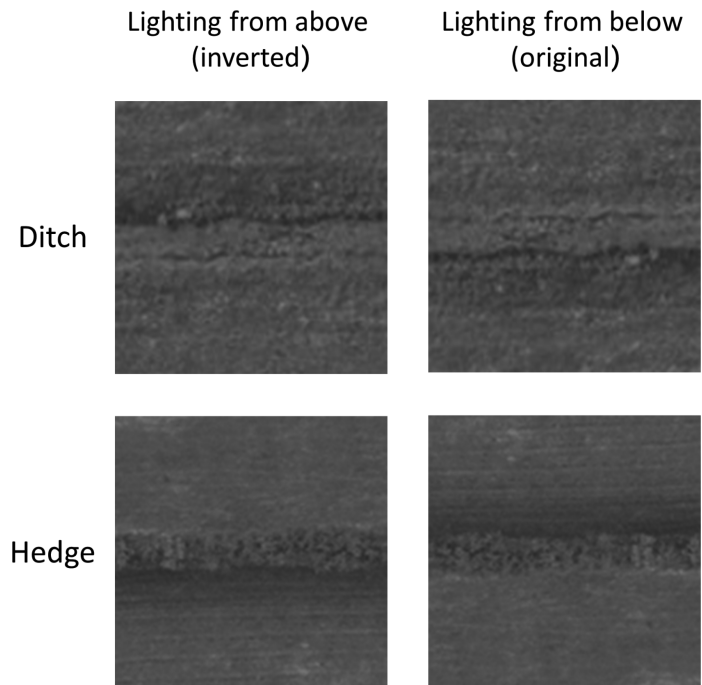 Lighting from above
(inverted)
Lighting from below
(original)
Ditch
Hedge